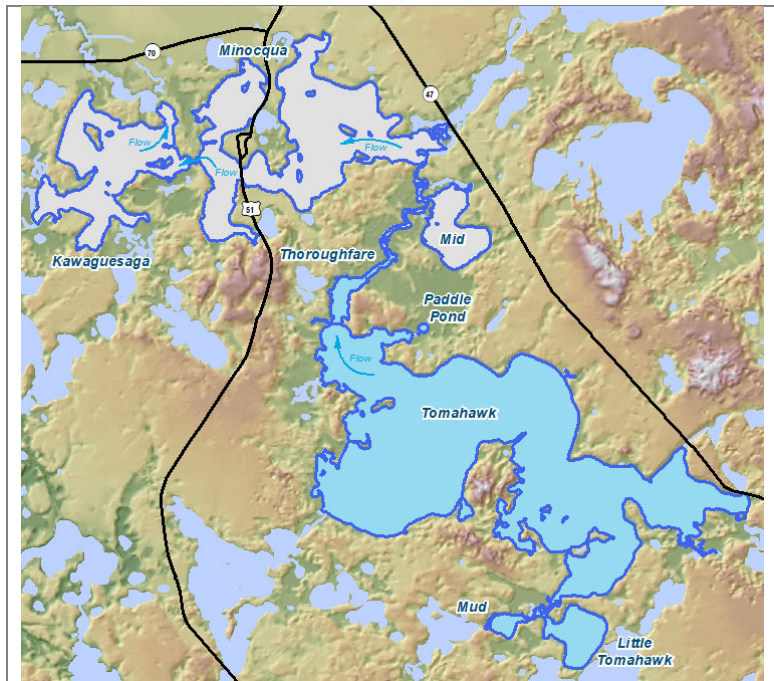 70
Minocqua
47
Flow
Flow
Flow
51
Mid
Thoroughfare
Kawaguesaga
Paddle
Pond
Flow
Tomahawk
Mud
Little
Tomahawk